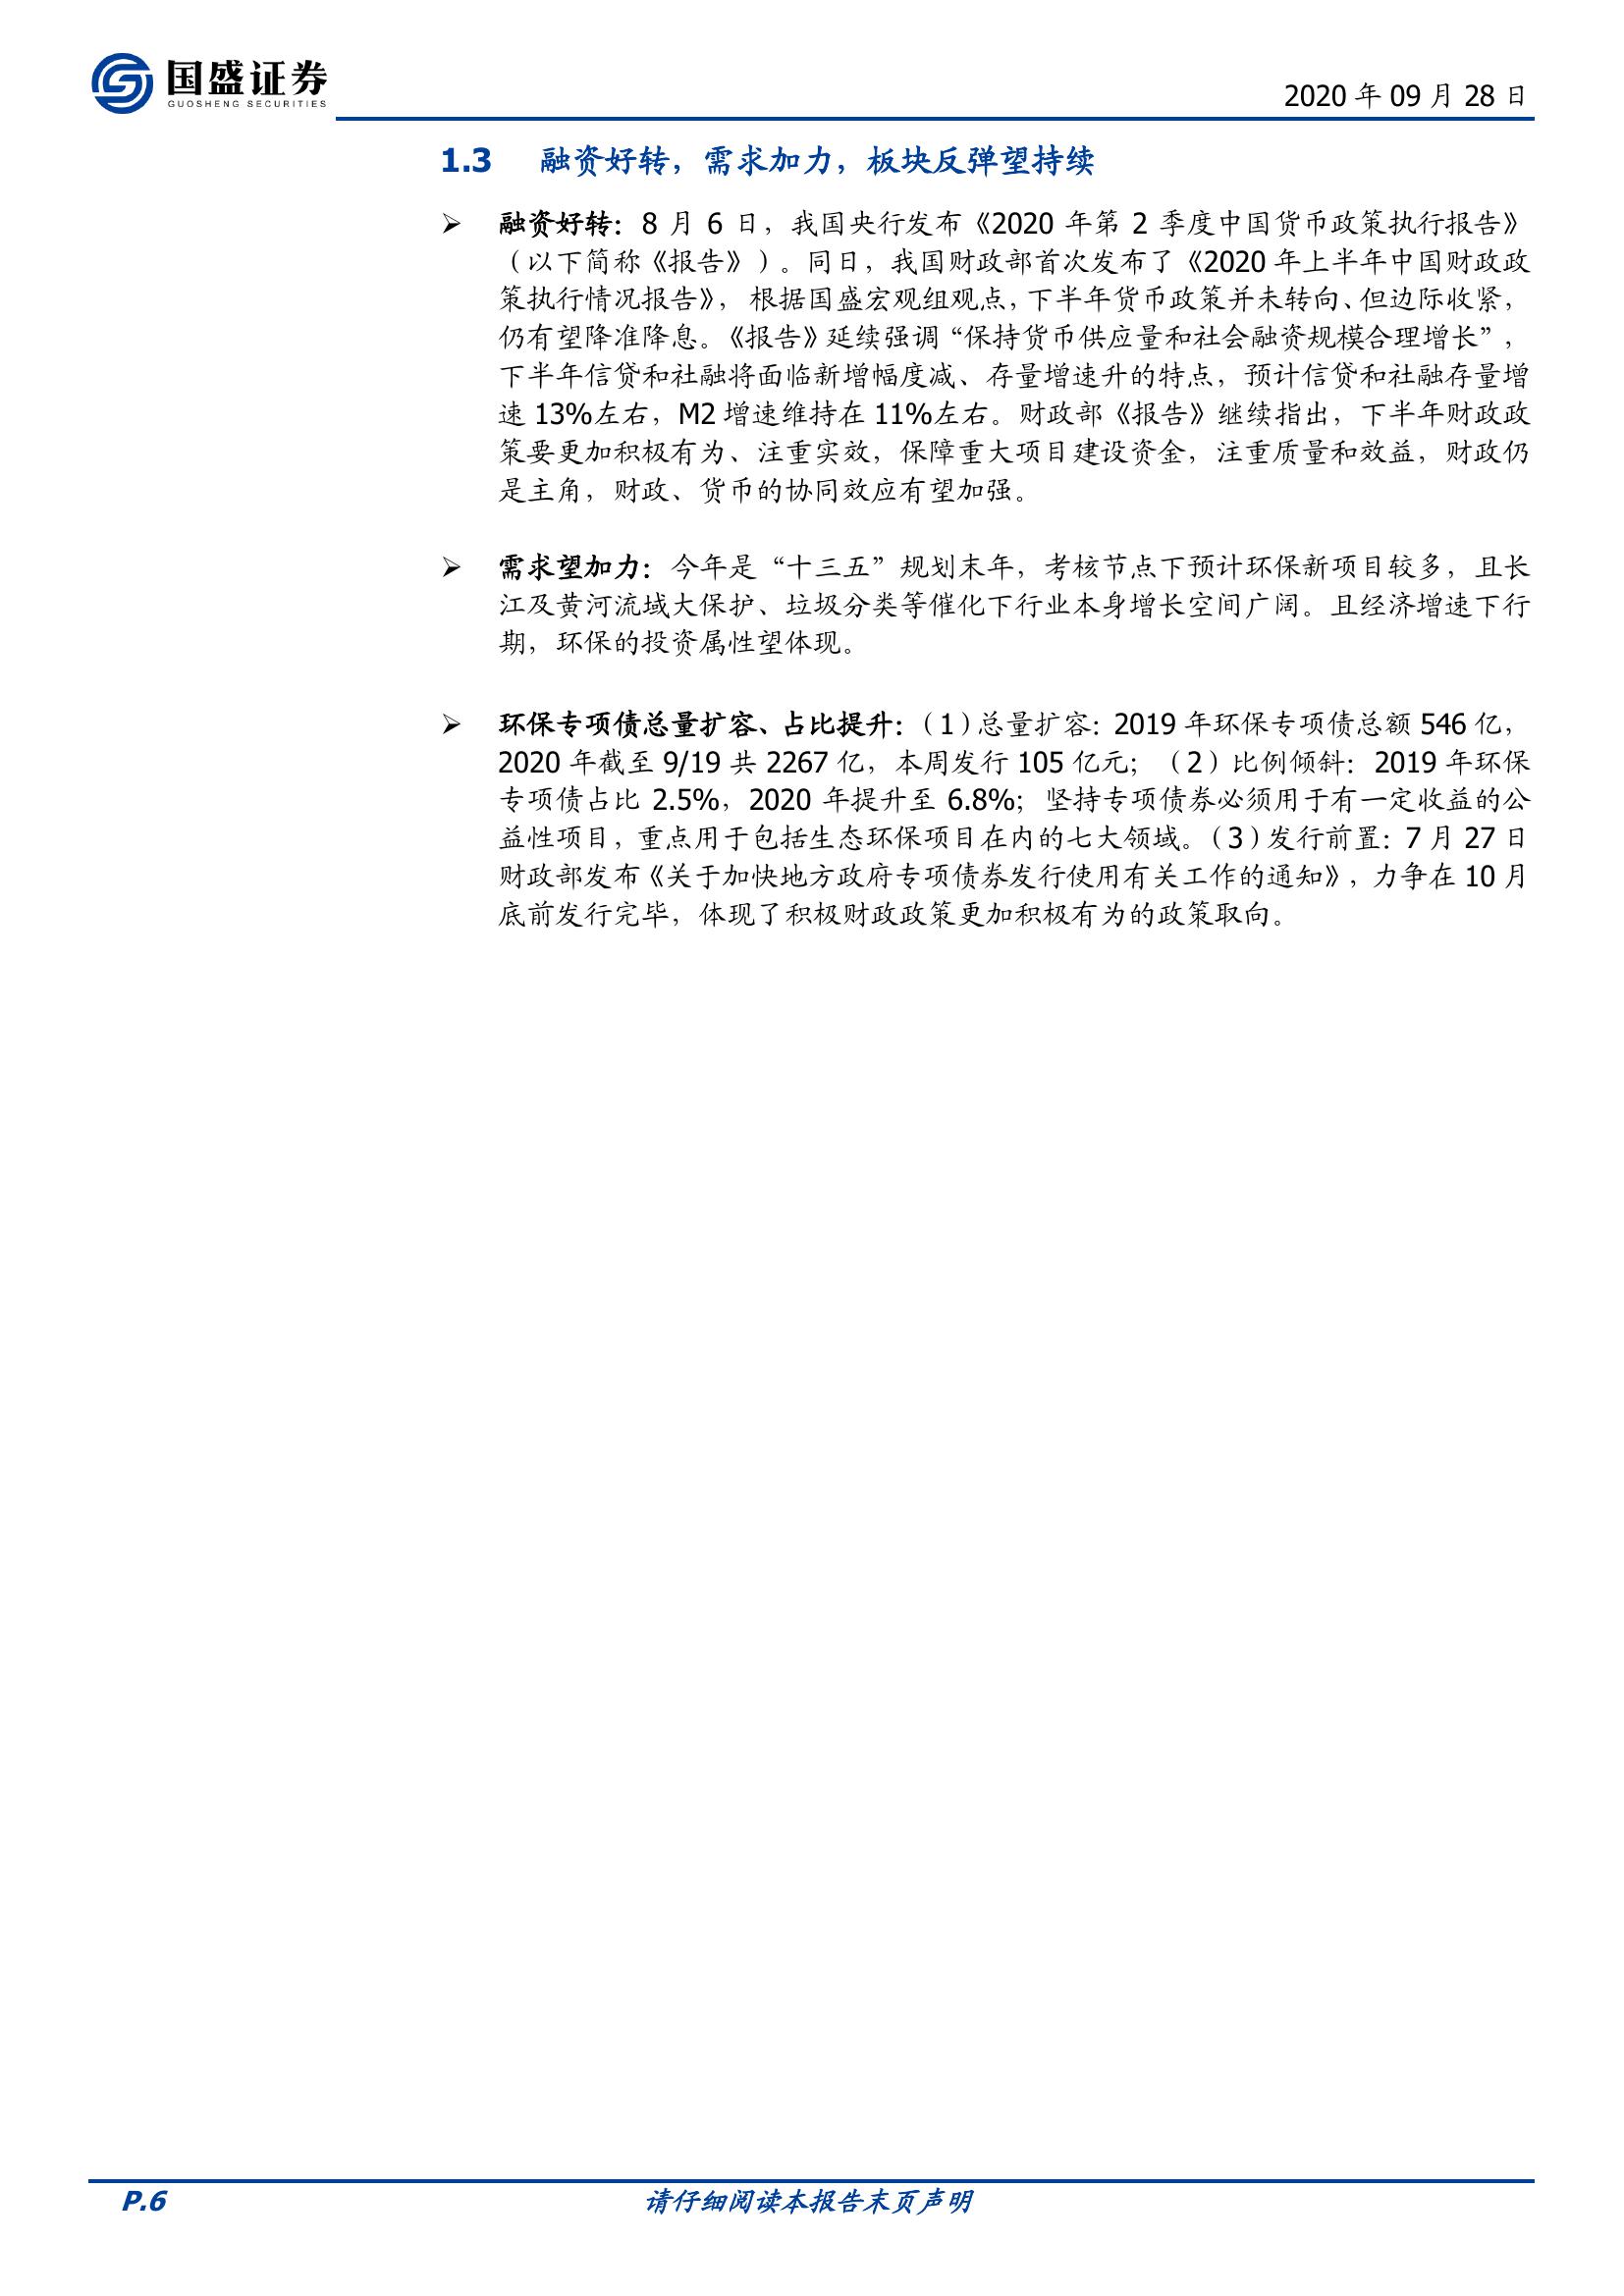 国盛证券
GUOSHENG SECURITIES
2020 年 09 月 28 日
1.3 融资好转，需求加力，板块反弹望持续
➢ 融资好转：8 月 6 日，我国央行发布《2020 年第 2 季度中国货币政策执行报告》
（以下简称《报告》）。同日，我国财政部首次发布了《2020 年上半年中国财政政
策执行情况报告》， 根据国盛宏观组观点，下半年货币政策并未转向、但边际收紧，
仍有望降准降息。《报告》延续强调“保持货币供应量和社会融资规模合理增长”，
下半年信贷和社融将面临新增幅度减、存量增速升的特点，预计信贷和社融存量增
速 13%左右，M2 增速维持在 11%左右。财政部《报告》继续指出，下半年财政政
策要更加积极有为、注重实效，保障重大项目建设资金，注重质量和效益，财政仍
是主角，财政、货币的协同效应有望加强。
➢ 需求望加力：今年是“十三五”规划末年，考核节点下预计环保新项目较多，且长
江及黄河流域大保护、垃圾分类等催化下行业本身增长空间广阔。且经济增速下行
期，环保的投资属性望体现。
➢ 环保专项债总量扩容、占比提升：（1）总量扩容：2019 年环保专项债总额 546 亿，
2020 年截至 9/19 共 2267 亿，本周发行 105 亿元；（2）比例倾斜：2019 年环保
专项债占比 2.5%，2020 年提升至 6.8%；坚持专项债券必须用于有一定收益的公
益性项目，重点用于包括生态环保项目在内的七大领域。（3）发行前置：7 月 27 日
财政部发布《关于加快地方政府专项债券发行使用有关工作的通知》，力争在 10 月
底前发行完毕，体现了积极财政政策更加积极有为的政策取向。
P.6
请仔细阅读本报告末页声明